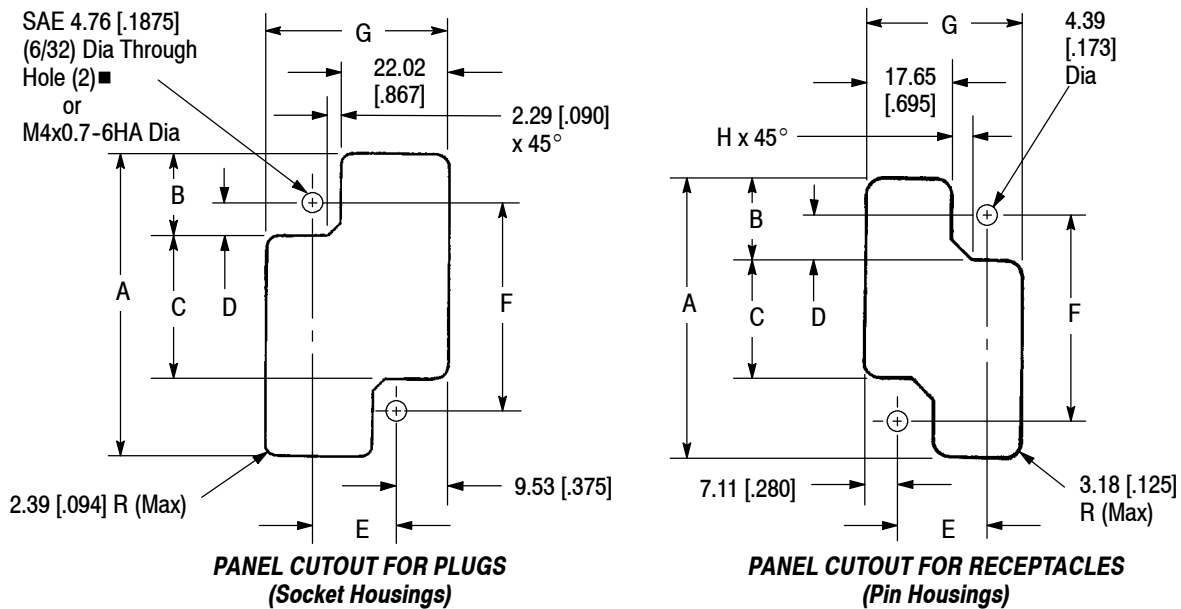 SAE 4.76 [.1875]
(6/32) Dia Through
Hole (2)■
or
M4x0.7-6HA Dia
G
22.02
[.867]
2.29 [.090]
x 45°
B
A
C
D
F
9.53 [.375]
2.39 [.094] R (Max)
E
PANEL CUTOUT FOR PLUGS
(Socket Housings)
G
4.39
[.173]
Dia
17.65
[.695]
H x 45°
B
A
C
D
F
7.11 [.280]
3.18 [.125]
R (Max)
E
PANEL CUTOUT FOR RECEPTACLES
(Pin Housings)